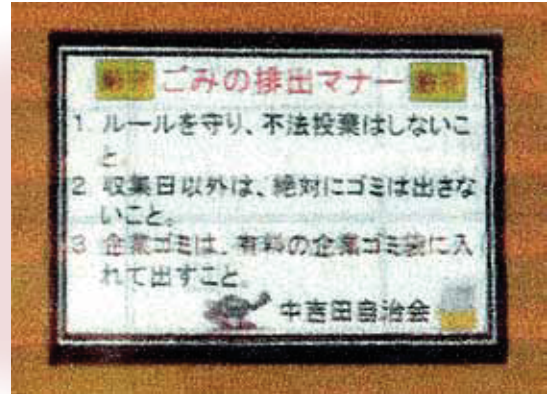 ごみの排出マナー
1. ルールを守り、不法投棄はしないこ
と。
2 収集日以外は、絶対にゴミは出さな
いこと。
3 企業ゴミは、有料の企業ゴミ袋に入
れて出すこと。
中吉田自治会